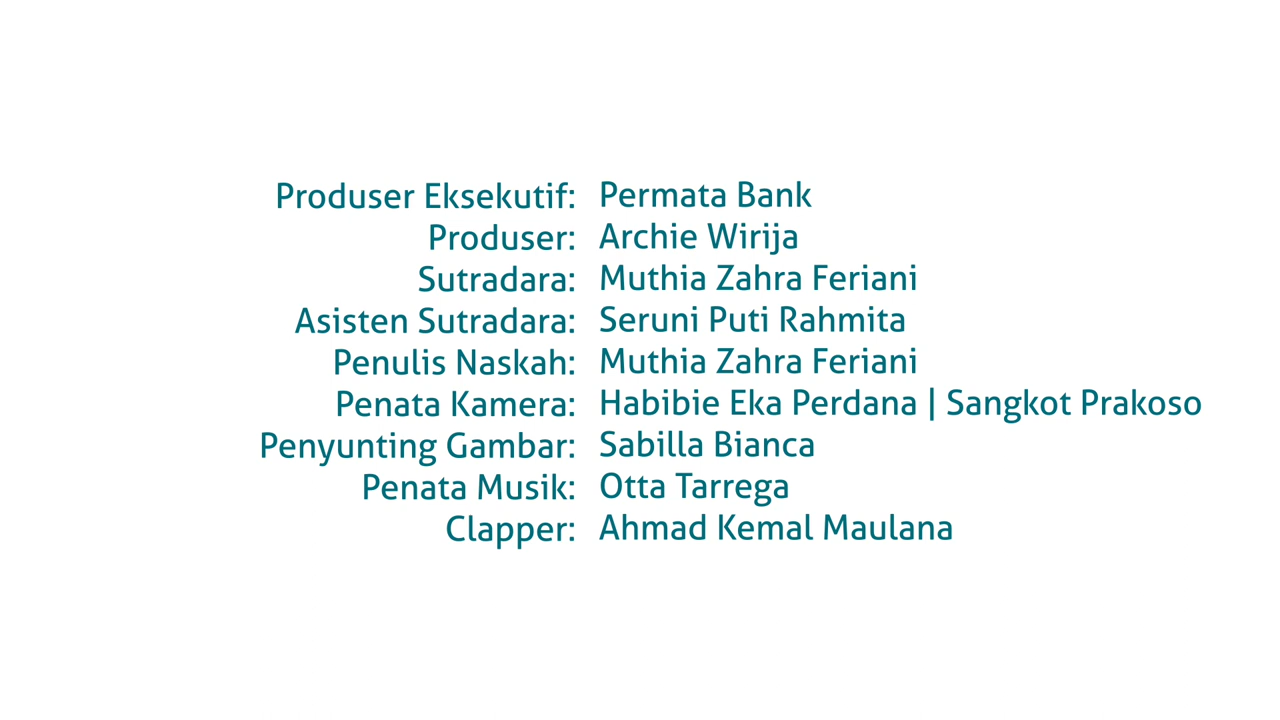 Produser Eksekutif: Permata Bank
Produser: Archie Wirija
Sutradara: Muthia Zahra Feriani
Asisten Sutradara: Seruni Puti Rahmita
Penulis Naskah: Muthia Zahra Feriani
Penata Kamera: Habibie Eka Perdana | Sangkot Prakoso
Penyunting Gambar: Sabilla Bianca
Penata Musik: Otta Tarrega
Clapper: Ahmad Kemal Maulana